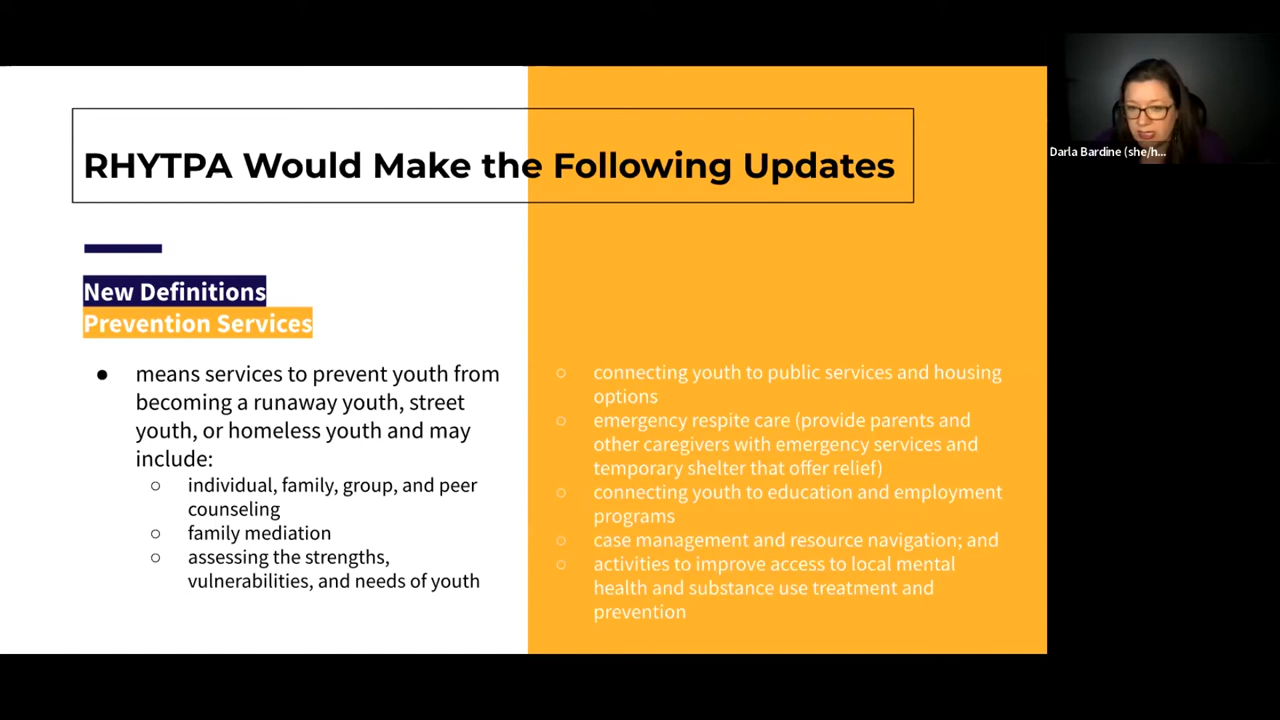 RHYTPA Would Make the Following Updates
New Definitions
Prevention Services
● means services to prevent youth from
becoming a runaway youth, street
youth, or homeless youth and may
include:
○ individual, family, group, and peer
counseling
○ family mediation
○ assessing the strengths,
vulnerabilities, and needs of youth
○ connecting youth to public services and housing
options
○ emergency respite care (provide parents and
other caregivers with emergency services and
temporary shelter that offer relief)
○ connecting youth to education and employment
programs
○ case management and resource navigation; and
○ activities to improve access to local mental
health and substance use treatment and
prevention
Darla Bardine (she/h...